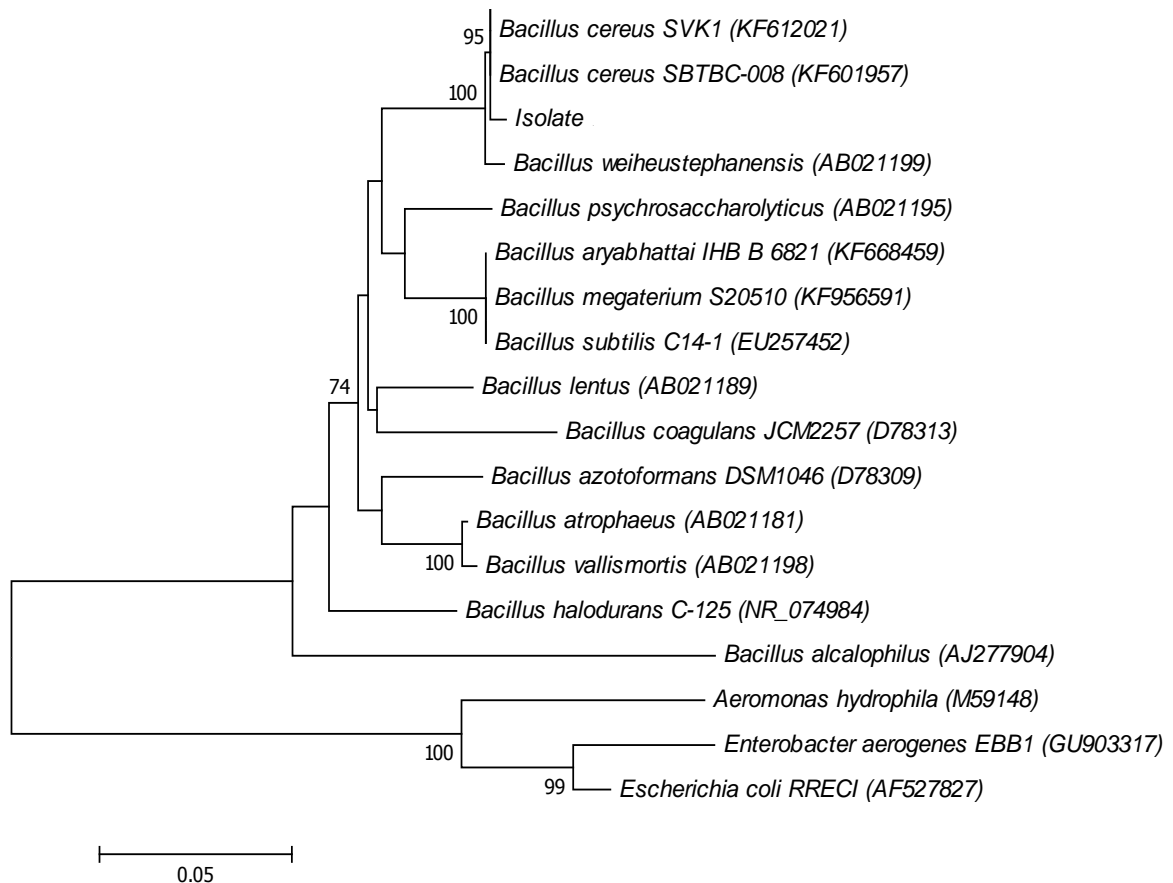 95
Bacillus cereus SVK1 (KF612021)
Bacillus cereus SBTBC-008 (KF601957)
100
Isolate
Bacillus weiheustephanensis (AB021199)
Bacillus psychrosaccharolyticus (AB021195)
Bacillus aryabhattai IHB B 6821 (KF668459)
Bacillus megaterium S20510 (KF956591)
100
Bacillus subtilis C14-1 (EU257452)
74
Bacillus lentus (AB021189)
Bacillus coagulans JCM2257 (D78313)
Bacillus azotoformans DSM1046 (D78309)
Bacillus atrophaeus (AB021181)
100
Bacillus vallismortis (AB021198)
Bacillus halodurans C-125 (NR_074984)
Bacillus alcalophilus (AJ277904)
Aeromonas hydrophila (M59148)
100
Enterobacter aerogenes EBB1 (GU903317)
99
Escherichia coli RRECI (AF527827)
0.05